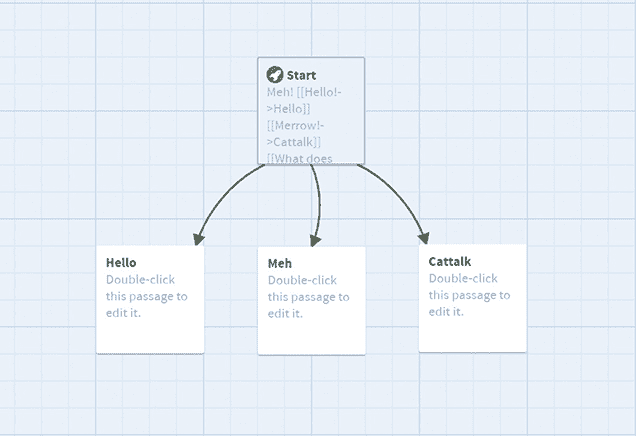 Start
Meh! [[Hello!-
>Hello]]
[[Merrow!-
>Cattalk]]
[[What does
Hello
Double-click
this passage to
edit it.
Meh
Double-click
this passage to
edit it.
Cattalk
Double-click
this passage to
edit it.